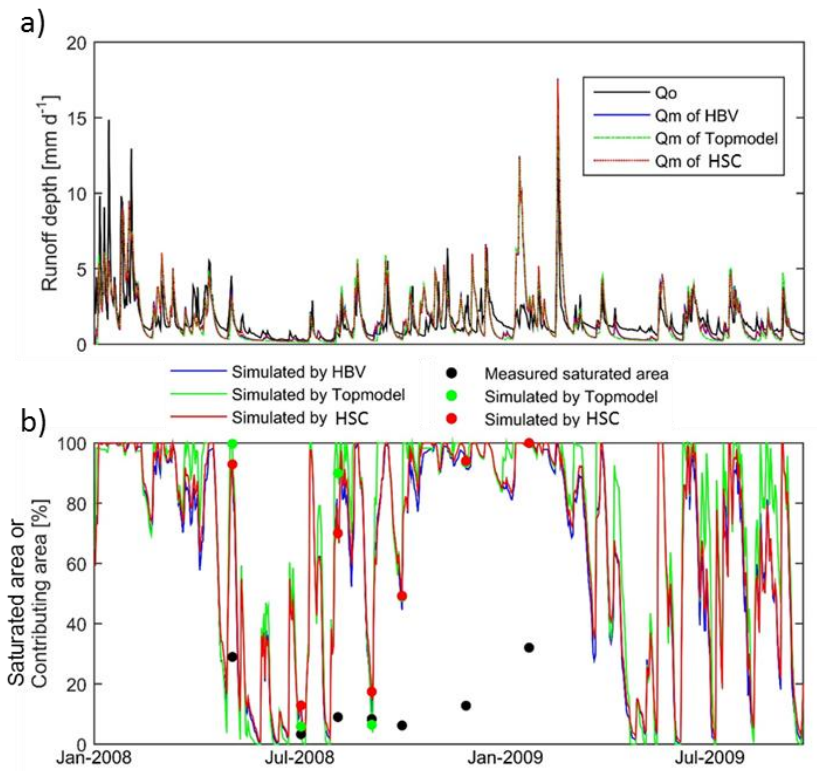 a)
20
15
10
5
0
Runoff depth [mm d-1]
Qo
Qm of HBV
Qm of Topmodel
Qm of HSC
Simulated by HBV
Simulated by Topmodel
Simulated by HSC
Measured saturated area
Simulated by Topmodel
Simulated by HSC
b)
100
80
60
40
20
0
Saturated area or
Contributing area [%]
Jan-2008
Jul-2008
Jan-2009
Jul-2009